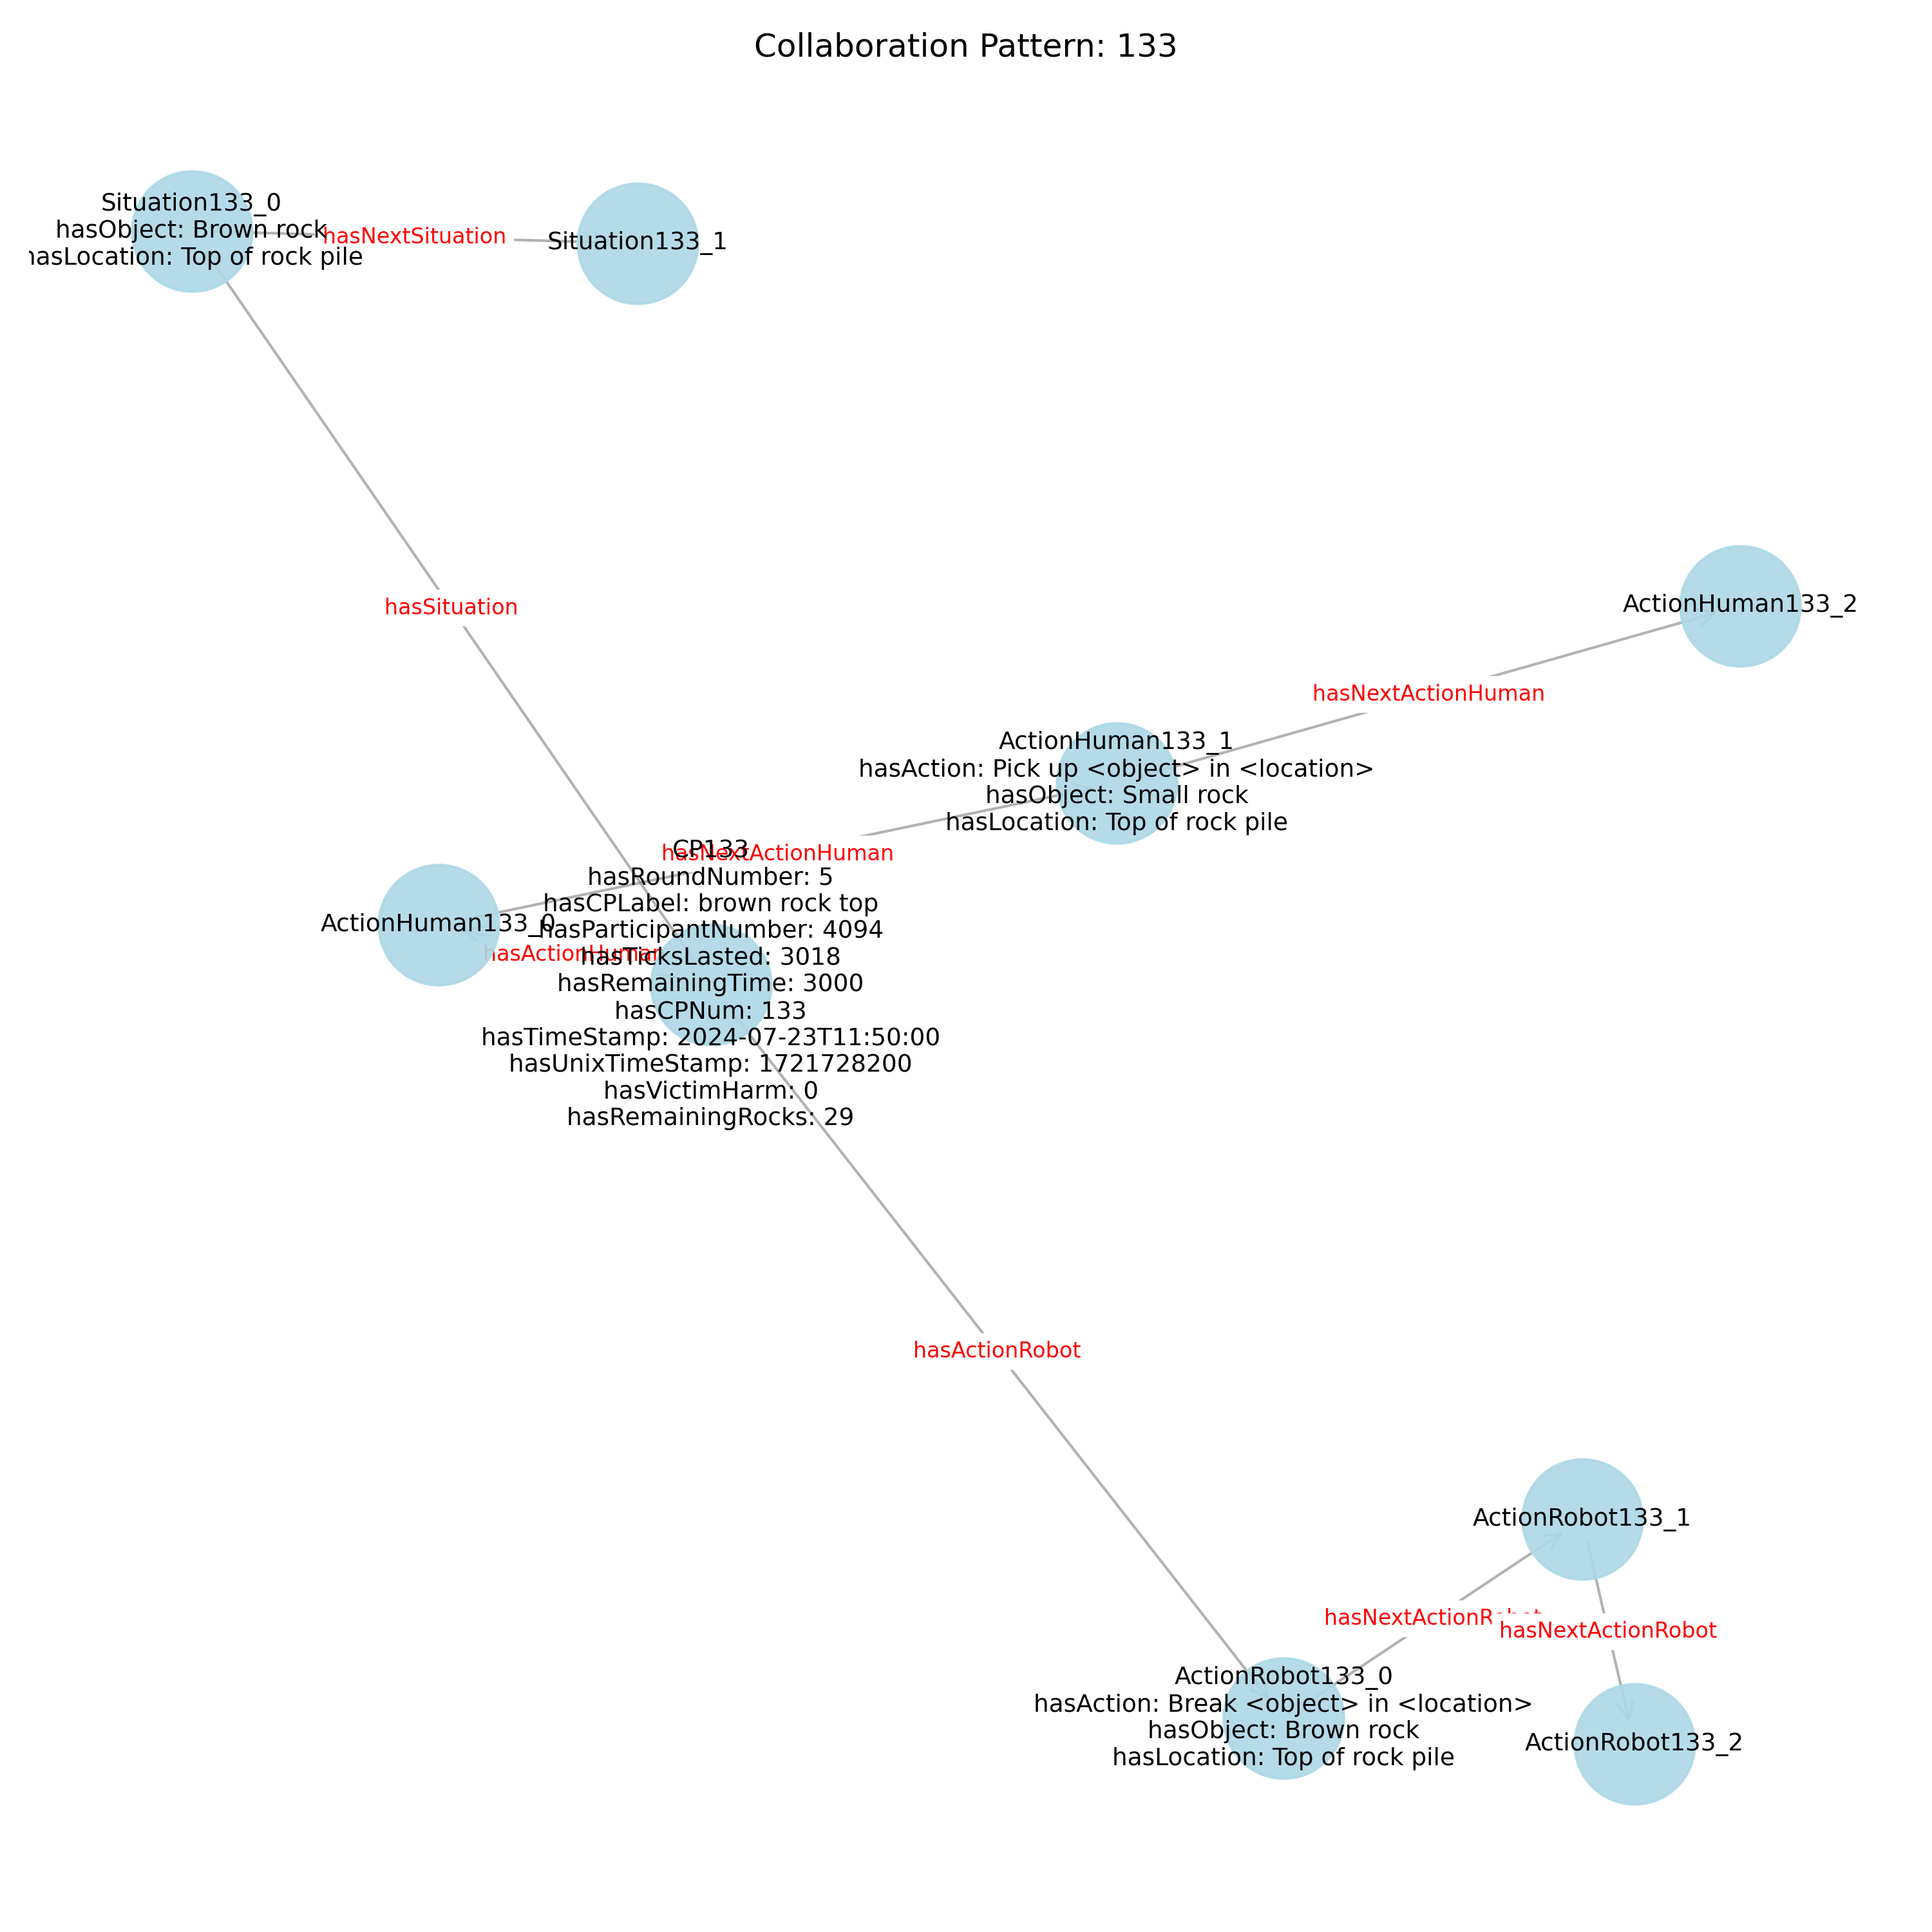 Collaboration Pattern: 133
Situation133_0
hasObject: Brown rock
hasLocation: Top of rock pile
hasNextSituation
Situation133_1
hasSituation
ActionHuman133_2
hasNextActionHuman
ActionHuman133_1
hasAction: Pick up <object> in <location>
hasObject: Small rock
hasLocation: Top of rock pile
hasNextActionHuman
CP133
hasRoundNumber: 5
hasCPLabel: brown rock top
hasParticipantNumber: 4094
hasTicksLasted: 3018
hasRemainingTime: 3000
hasCPNum: 133
hasTimeStamp: 2024-07-23T11:50:00
hasUnixTimeStamp: 1721728200
hasVictimHarm: 0
hasRemainingRocks: 29
ActionHuman133_0
hasActionHuman
hasActionRobot
ActionRobot133_1
hasNextActionRobot
hasNextActionRobot
ActionRobot133_0
hasAction: Break <object> in <location>
hasObject: Brown rock
hasLocation: Top of rock pile
ActionRobot133_2